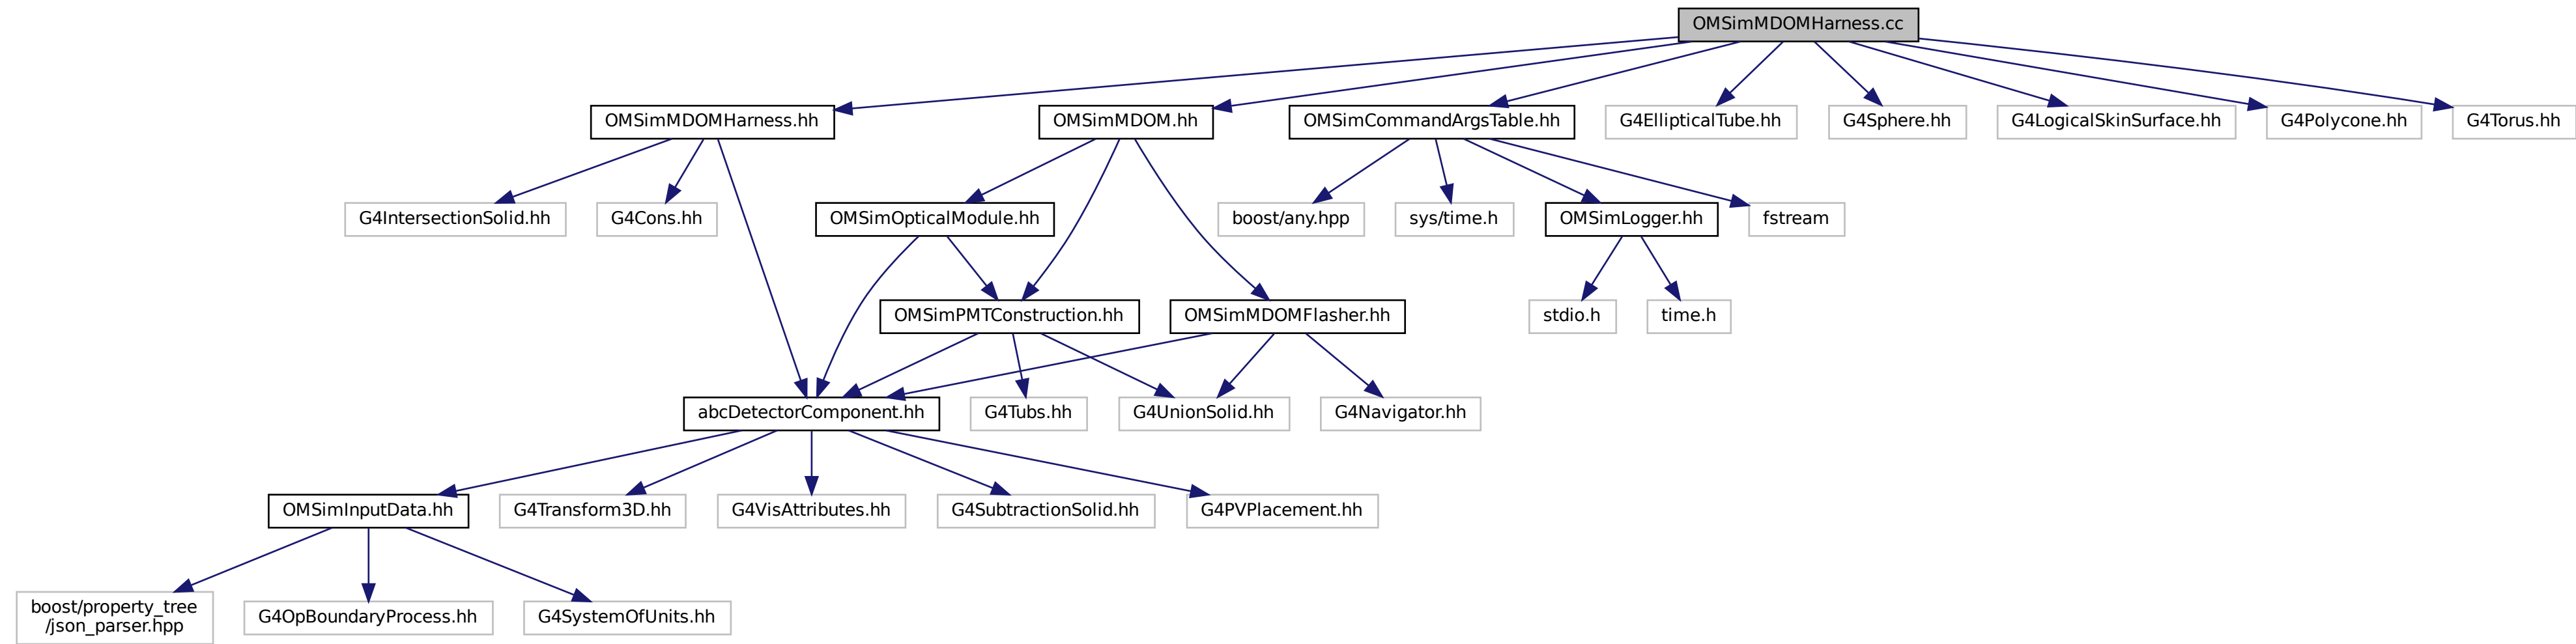 OMSimMDOMHarness.cc
OMSimMDOMHarness.hh
OMSimMDOM.hh
OMSimCommandArgsTable.hh
G4EllipticalTube.hh
G4Sphere.hh
G4LogicalSkinSurface.hh
G4Polycone.hh
G4Torus.hh
G4IntersectionSolid.hh
G4Cons.hh
OMSimOpticalModule.hh
boost/any.hpp
sys/time.h
OMSimLogger.hh
fstream
OMSimPMTConstruction.hh
OMSimMDOMFlasher.hh
stdio.h
time.h
abcDetectorComponent.hh
G4Tubs.hh
G4UnionSolid.hh
G4Navigator.hh
OMSimInputData.hh
G4Transform3D.hh
G4VisAttributes.hh
G4SubtractionSolid.hh
G4PVPlacement.hh
boost/property_tree
/json_parser.hpp
G4OpBoundaryProcess.hh
G4SystemOfUnits.hh